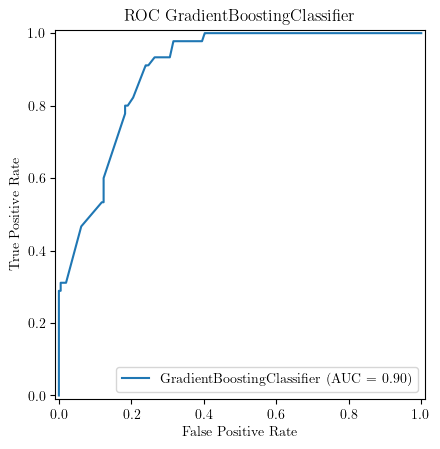 ROC GradientBoostingClassifier
True Positive Rate
1.0
0.8
0.6
0.4
0.2
0.0
GradientBoostingClassifier (AUC = 0.90)
0.0 0.2 0.4 0.6 0.8 1.0
False Positive Rate